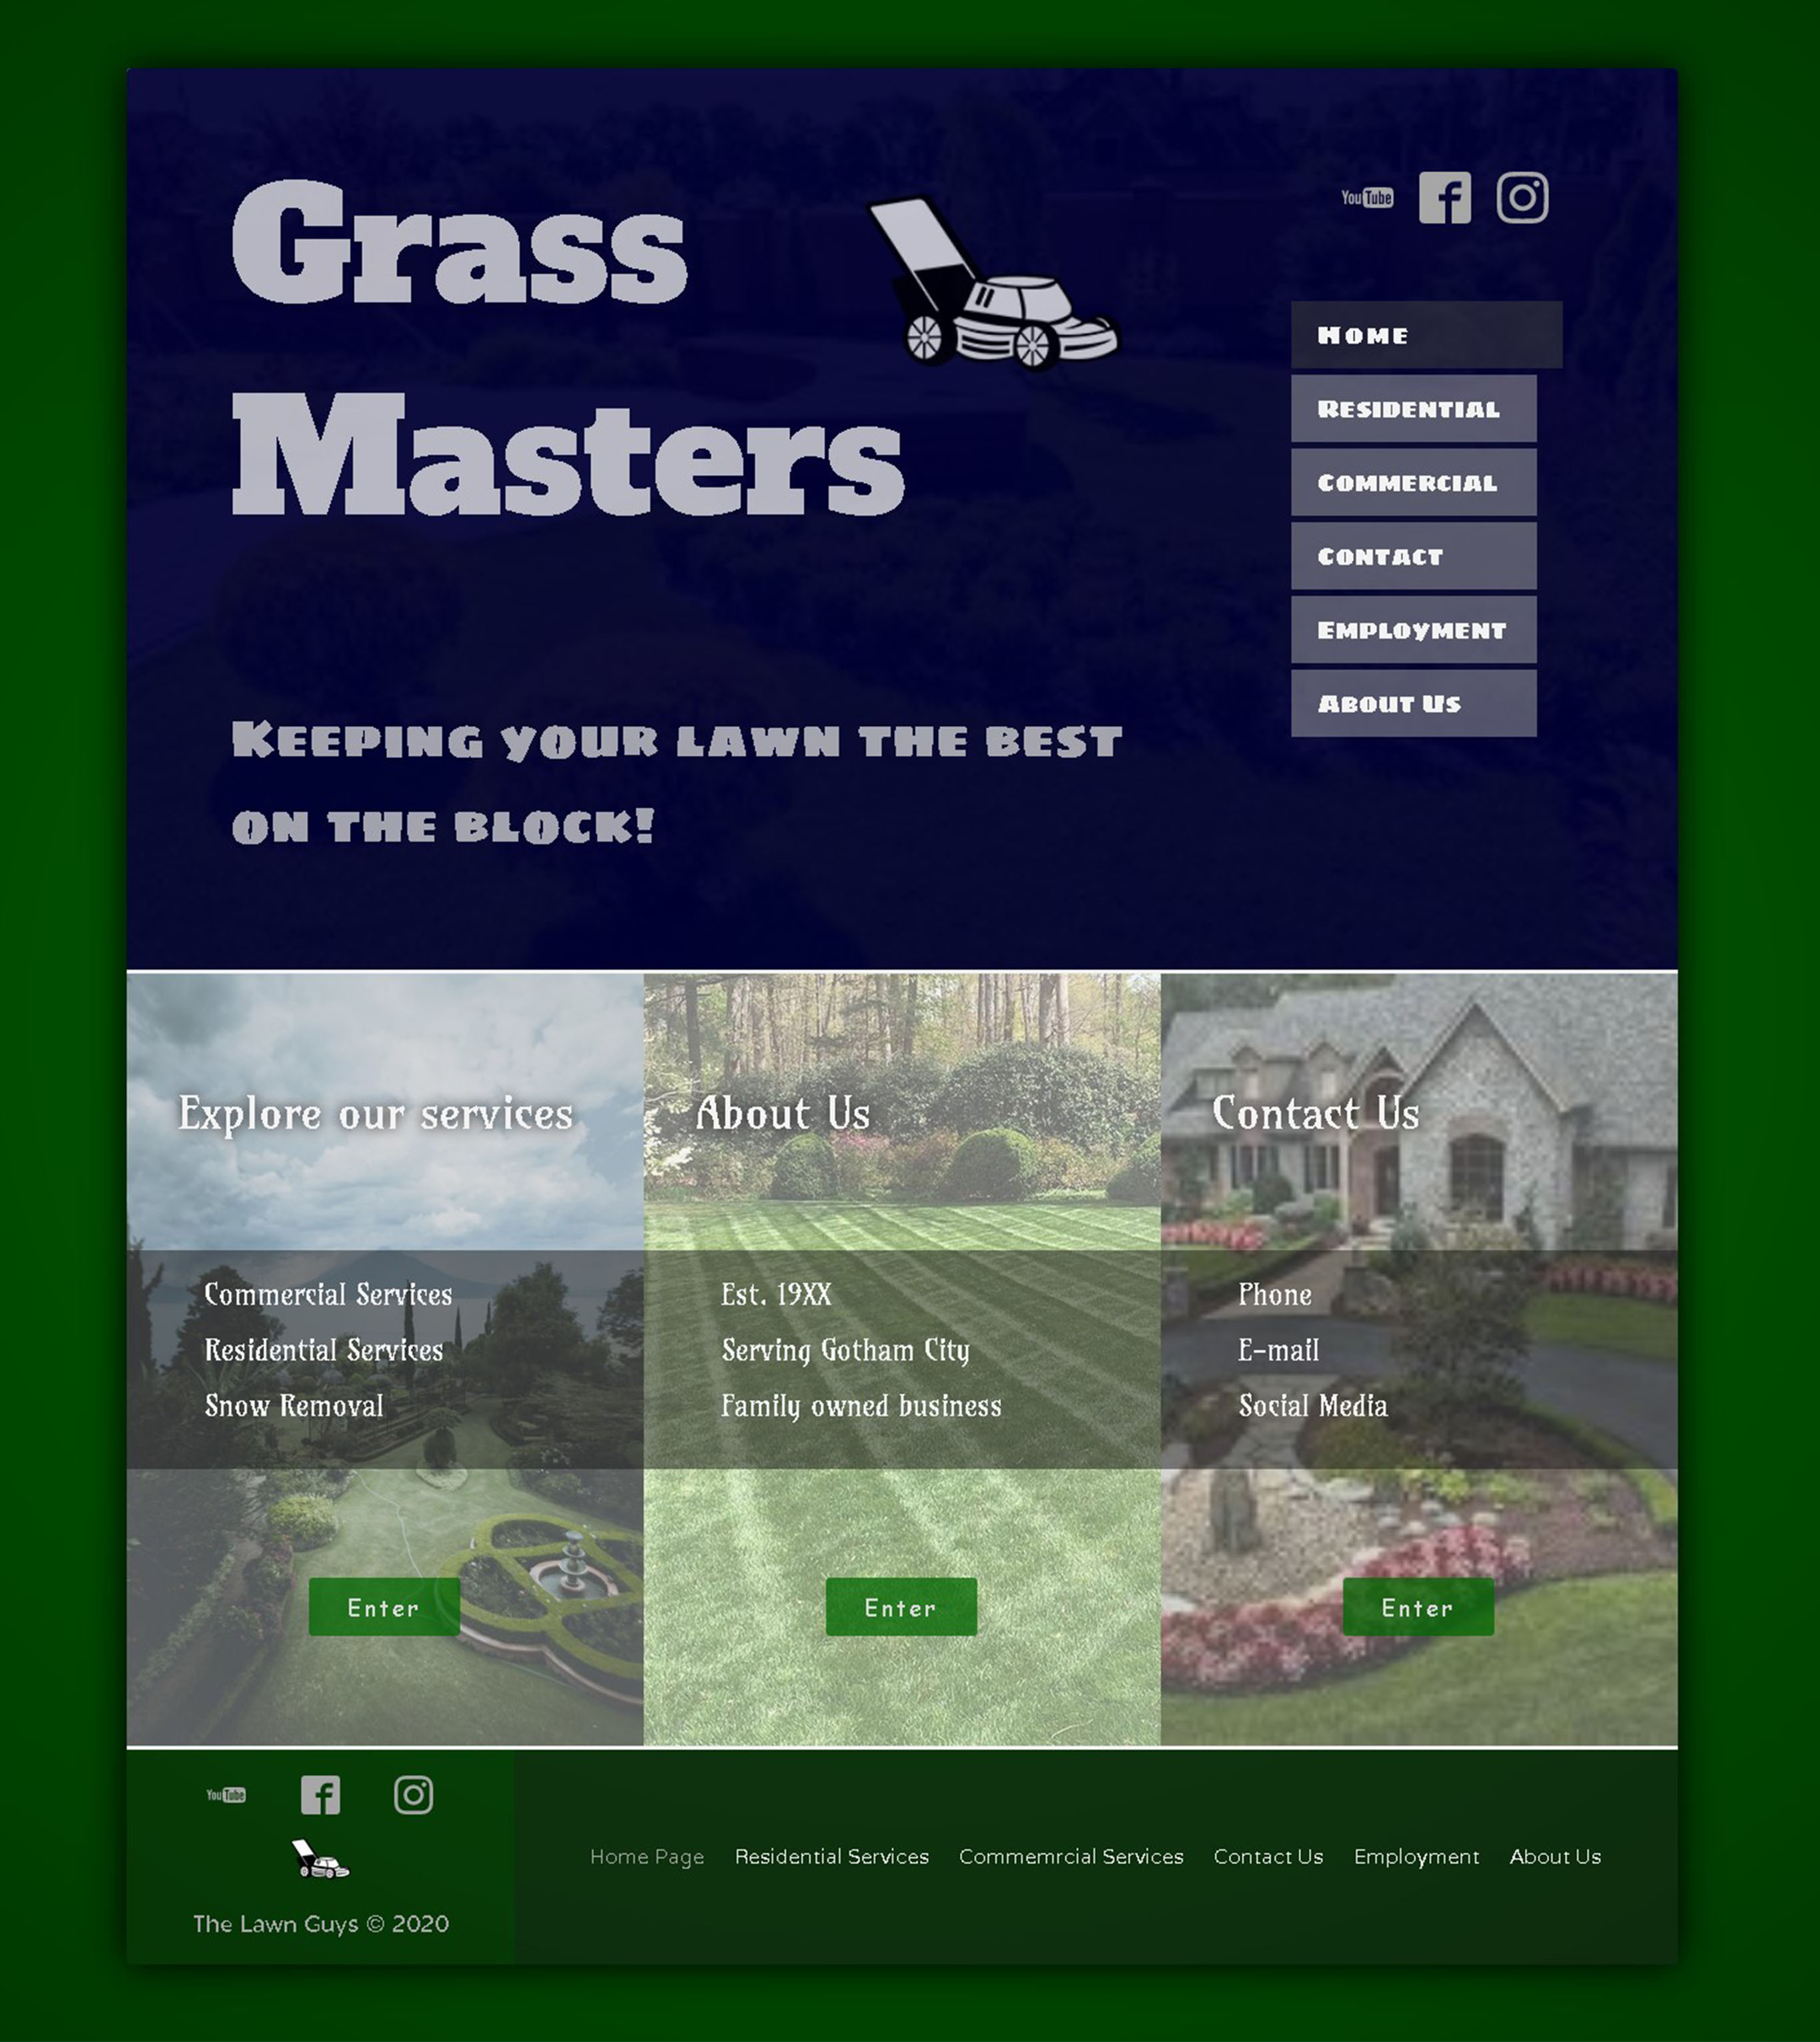 Grass
Masters
You Tube
Keeping your lawn the best
on the block!
Home
Residential
Commercial
Contact
Employment
About Us
Explore our services
Commercial Services
Residential Services
Snow Removal
Enter
About Us
Est. 19XX
Serving Gotham City
Family owned business
Enter
Contact Us
Phone
E-mail
Social Media
Enter
You Tube
The Lawn Guys © 2020
Home Page Residential Services Commemrcial Services Contact Us Employment About Us